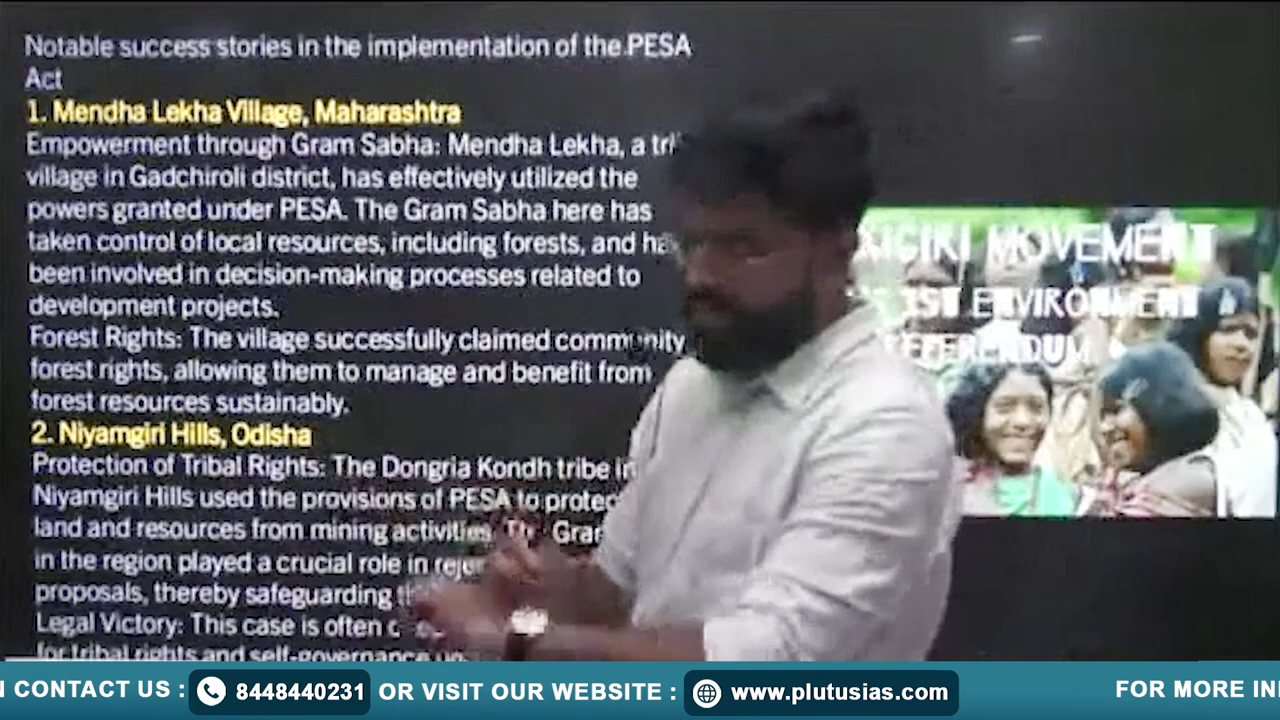 Notable success stories in the implementation of the PESA
Act
1. Mendha Lekha Village, Maharashtra
Empowerment through Gram Sabha: Mendha Lekha, a
village in Gadchiroli district, has effectively utilized the
powers granted under PESA. The Gram Sabha here has
taken control of local resources, including forests, and
been involved in decision-making processes related to
development projects.
Forest Rights: The village successfully claimed community
forest rights, allowing them to manage and benefit from
forest resources sustainably.
2. Niyamgiri Hills, Odisha
Protection of Tribal Rights: The Dongria Kondh tribe in
Niyamgiri Hills used the provisions of PESA to
land and resources from mining activities.
in the region played a crucial role in
proposals, thereby safeguarding
Legal Victory: This case is often
for tribal rights and self-governance
MOVEMENT
1ST ENVIRONMENT
REFERENDUM
CONTACT US : 8448440231 OR VISIT OUR WEBSITE : www.plutusias.com FOR MORE